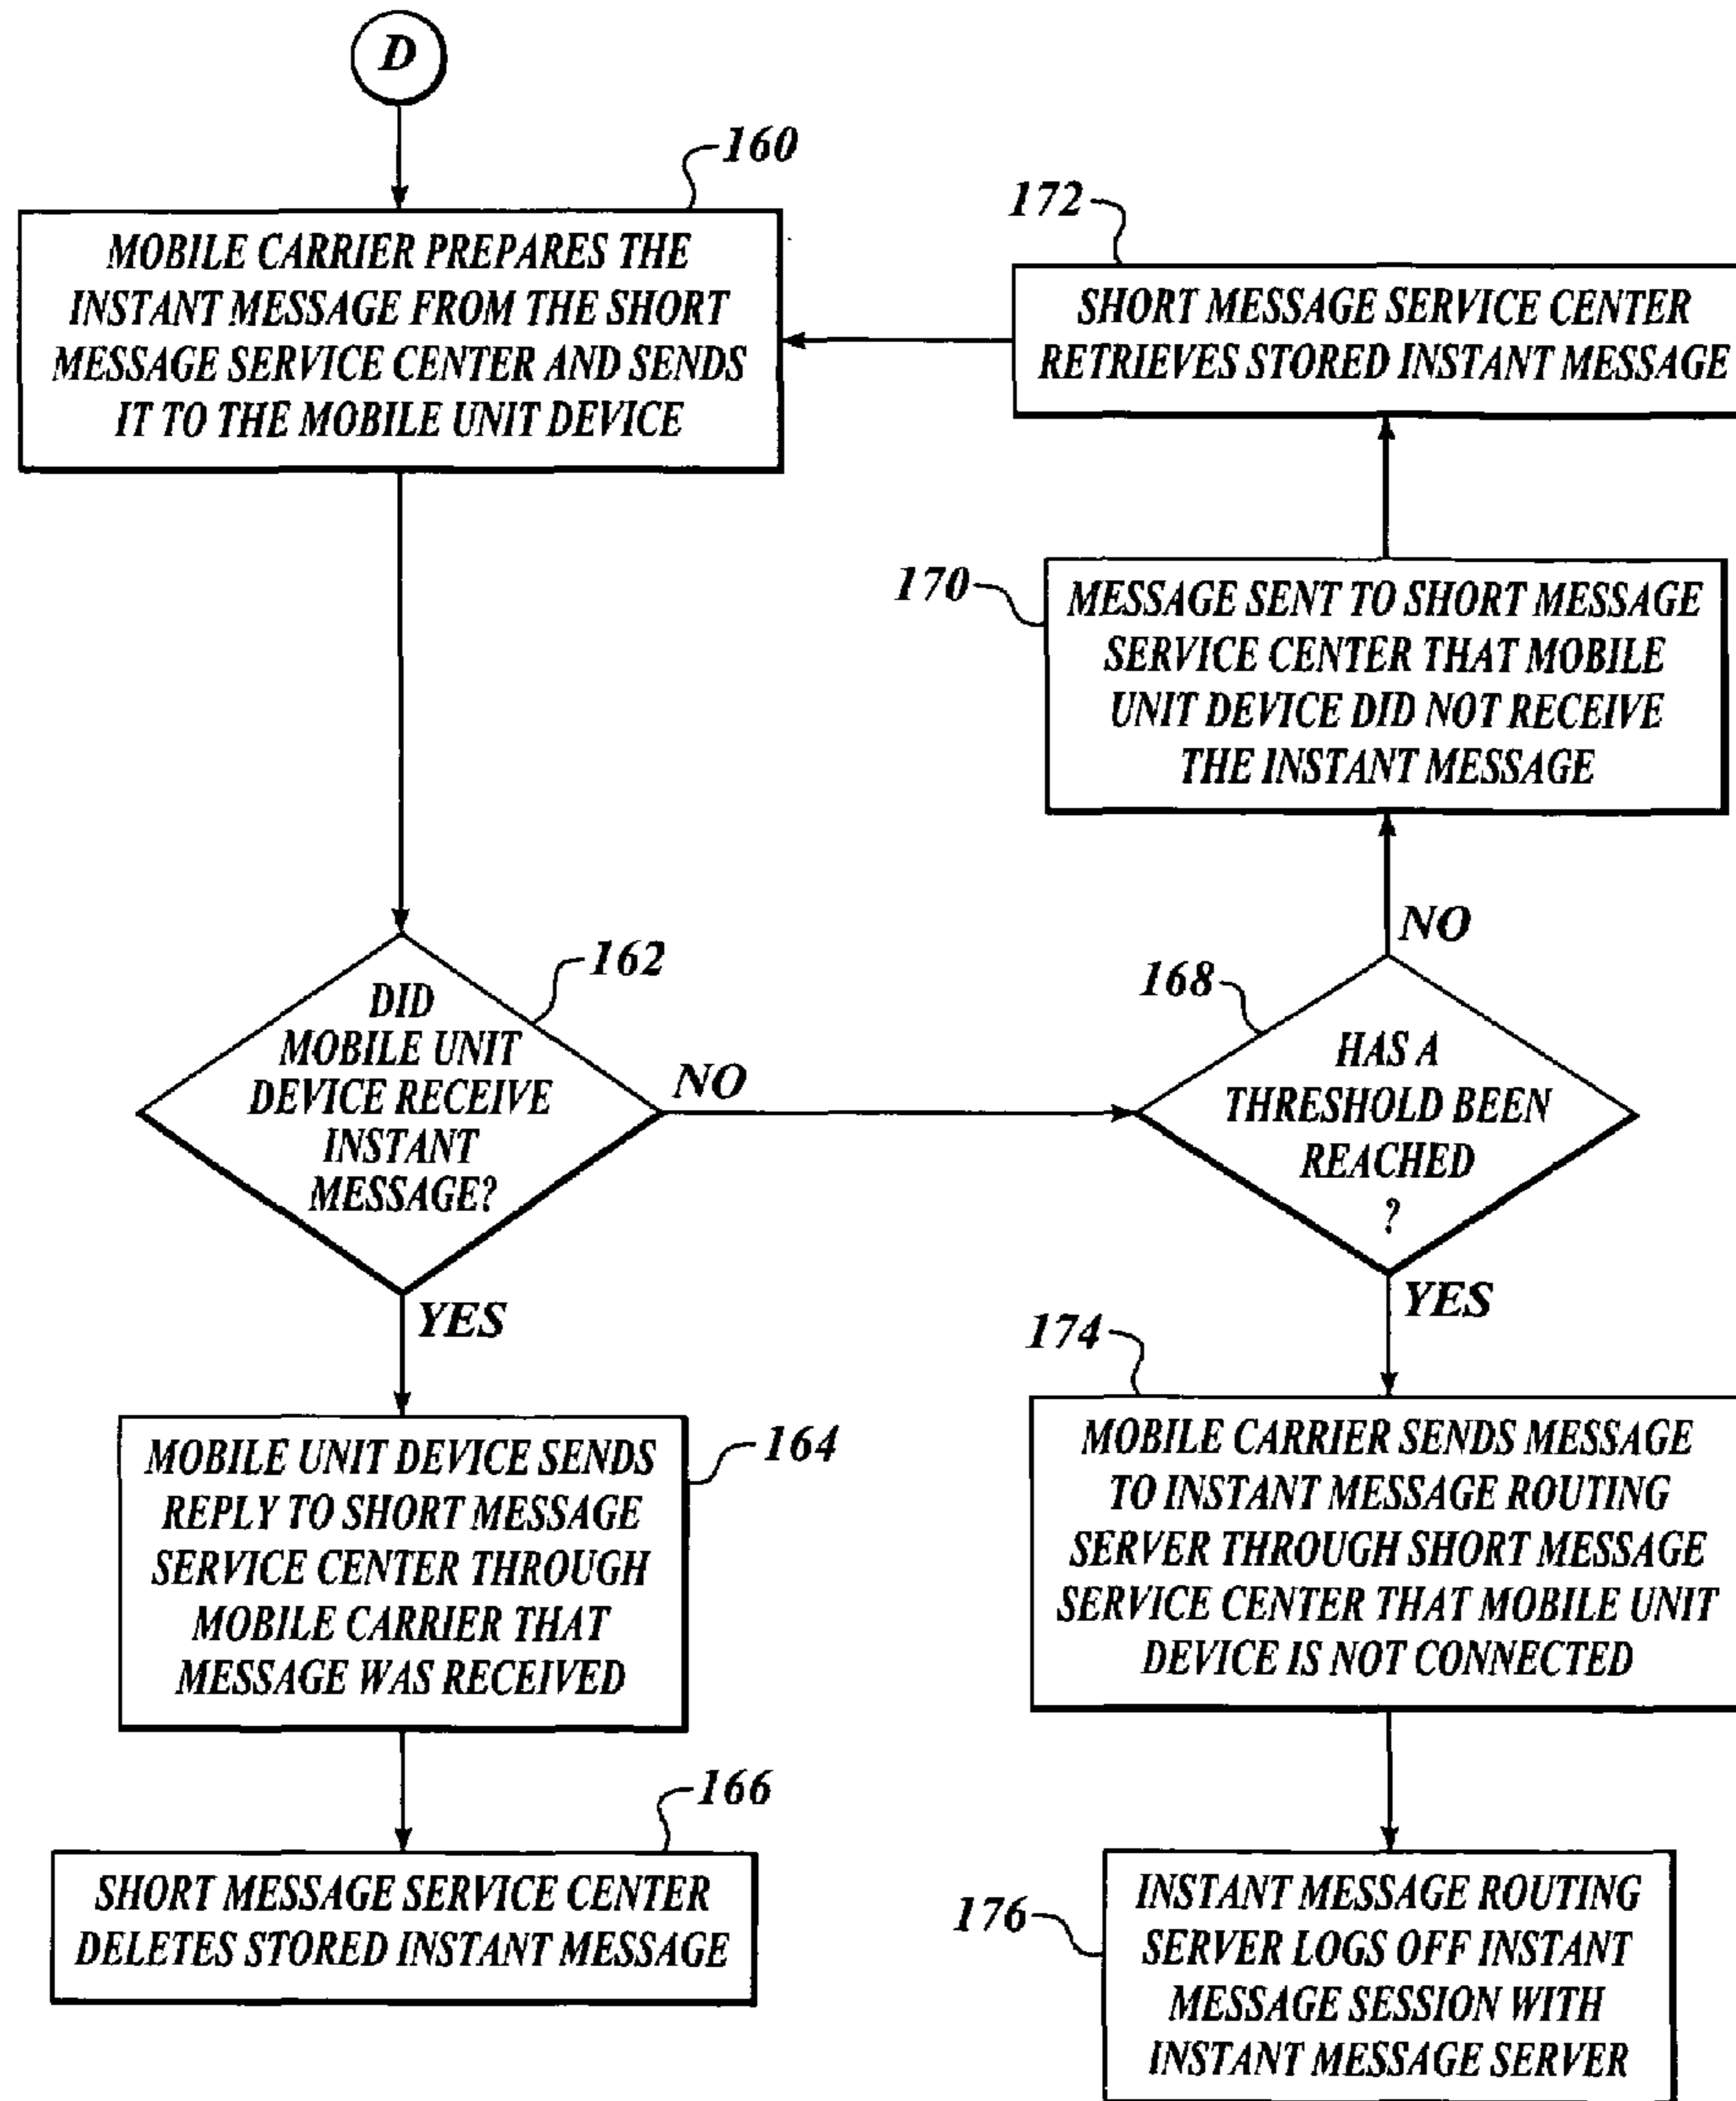 D
160
MOBILE CARRIER PREPARES THE
INSTANT MESSAGE FROM THE SHORT
MESSAGE SERVICE CENTER AND SENDS
IT TO THE MOBILE UNIT DEVICE
172
SHORT MESSAGE SERVICE CENTER
RETRIEVES STORED INSTANT MESSAGE
170
MESSAGE SENT TO SHORT MESSAGE
SERVICE CENTER THAT MOBILE
UNIT DEVICE DID NOT RECEIVE
THE INSTANT MESSAGE
162
DID
MOBILE UNIT
DEVICE RECEIVE
INSTANT
MESSAGE?
NO
YES
168
HAS A
THRESHOLD BEEN
REACHED
?
NO
YES
164
MOBILE UNIT DEVICE SENDS
REPLY TO SHORT MESSAGE
SERVICE CENTER THROUGH
MOBILE CARRIER THAT
MESSAGE WAS RECEIVED
166
SHORT MESSAGE SERVICE CENTER
DELETES STORED INSTANT MESSAGE
174
MOBILE CARRIER SENDS MESSAGE
TO INSTANT MESSAGE ROUTING
SERVER THROUGH SHORT MESSAGE
SERVICE CENTER THAT MOBILE UNIT
DEVICE IS NOT CONNECTED
176
INSTANT MESSAGE ROUTING
SERVER LOGS OFF INSTANT
MESSAGE SESSION WITH
INSTANT MESSAGE SERVER